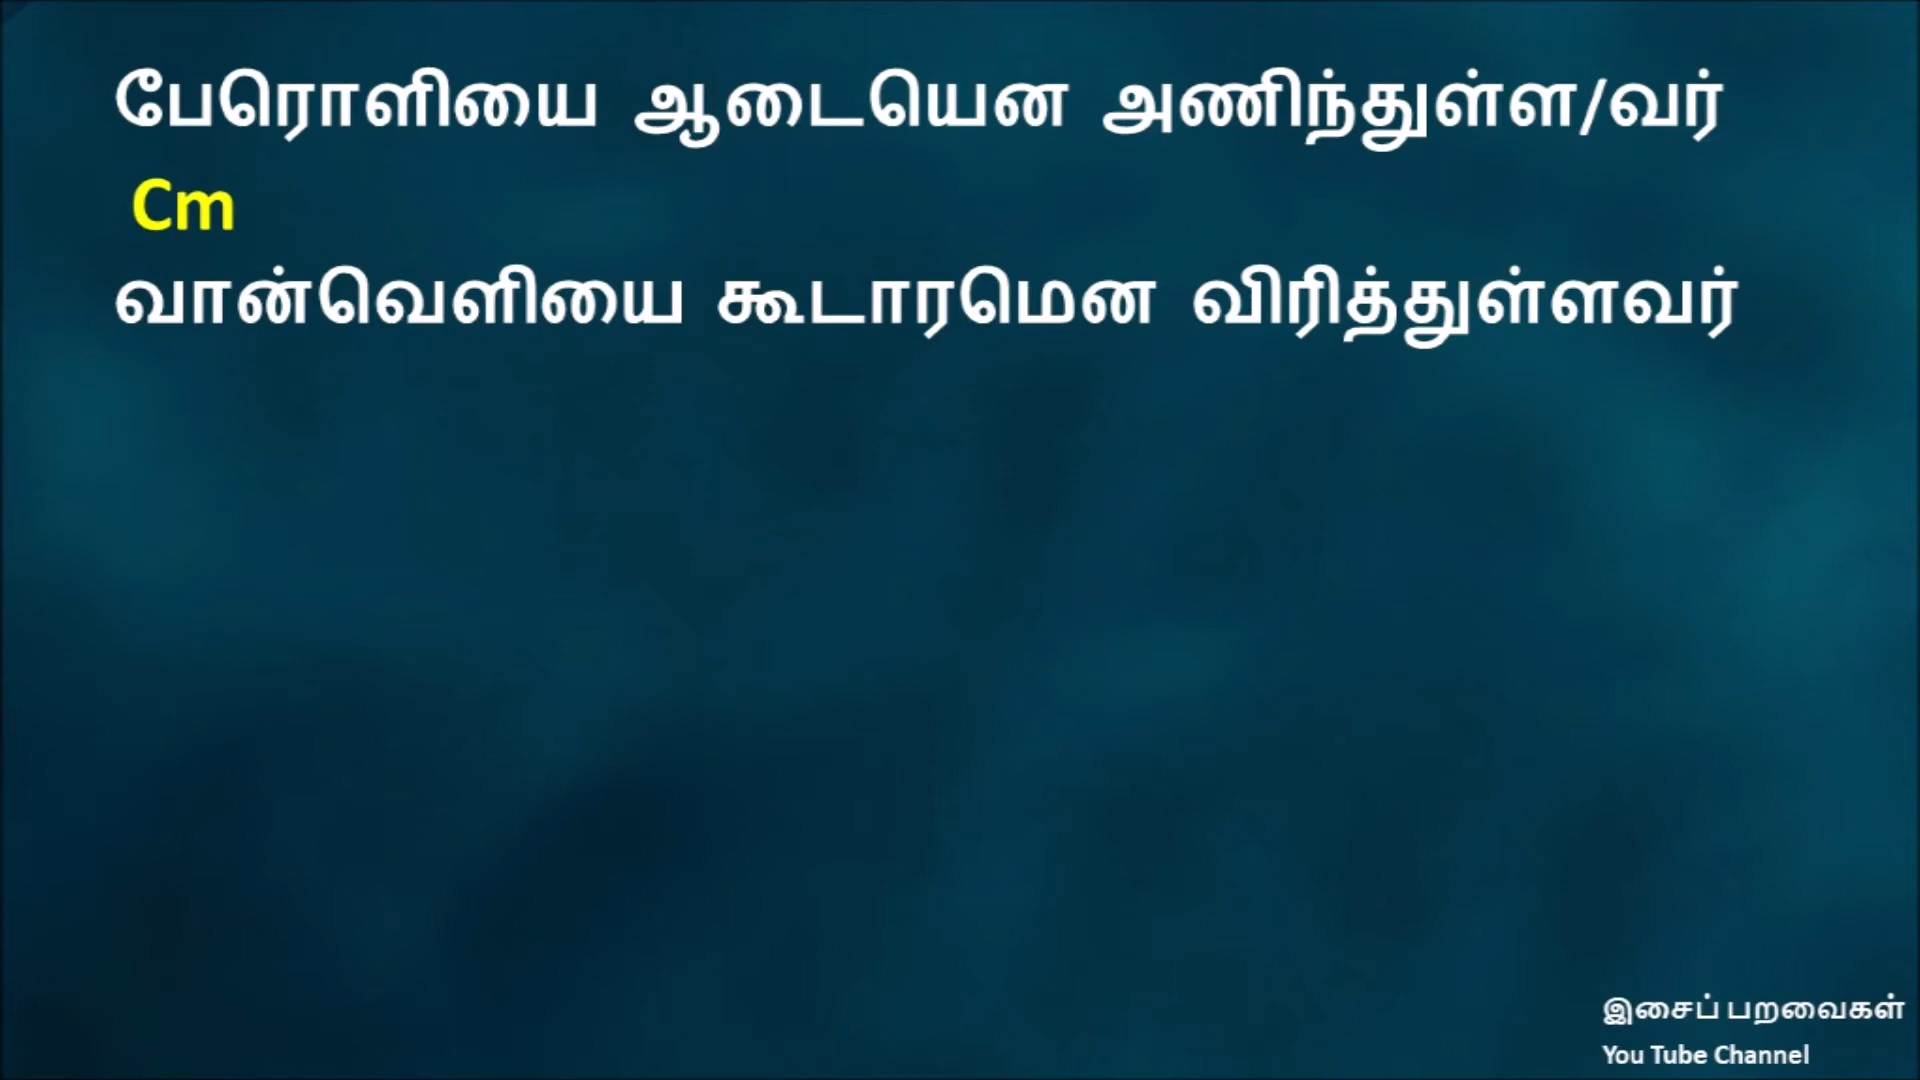 பேரொளியை ஆடையென அணிந்துள்ள/வர்
Cm
வான்வெளியை கூடாரமென விரித்துள்ளவர்
இசைப் பறவைகள்
You Tube Channel